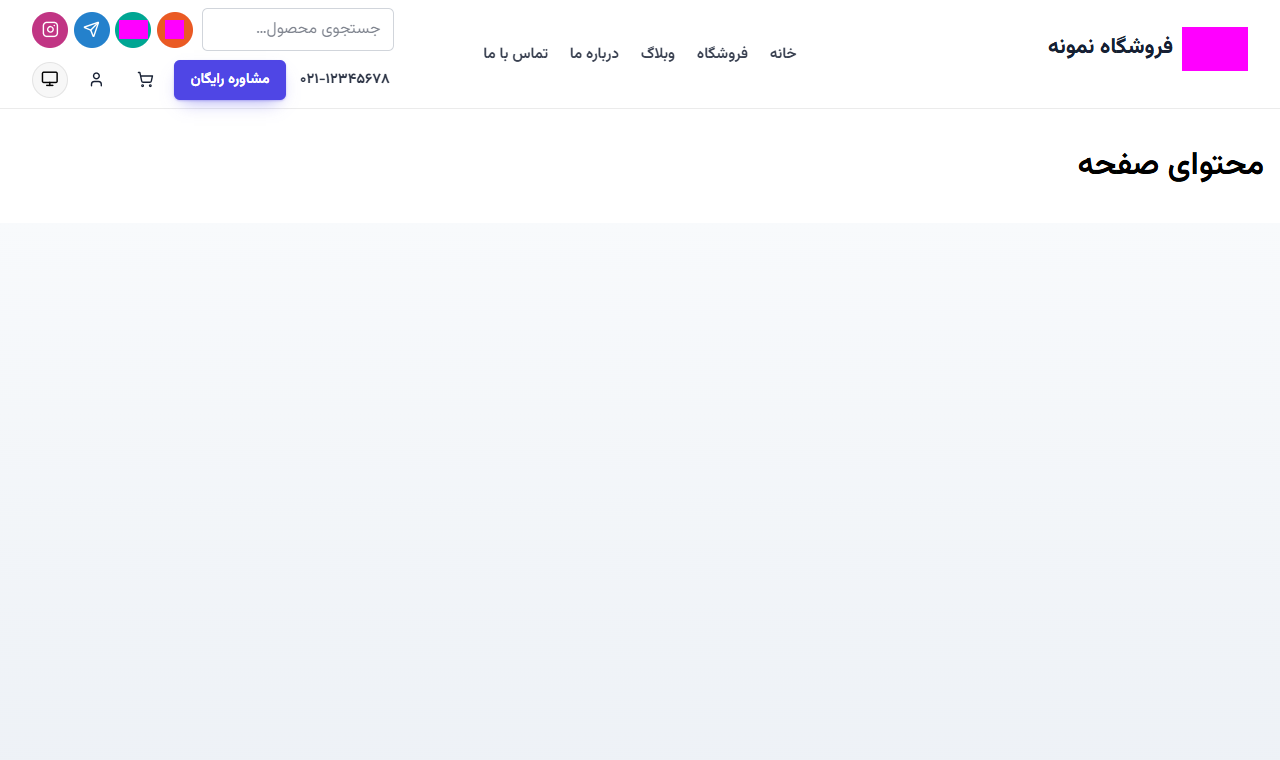 فروشگاه نمونه
خانه
فروشگاه
وبلاگ
درباره ما
تماس با ما
جستجوی محصول...
۰۲۱-۱۲۳۴۵۶۷۸
مشاوره رایگان
محتوای صفحه